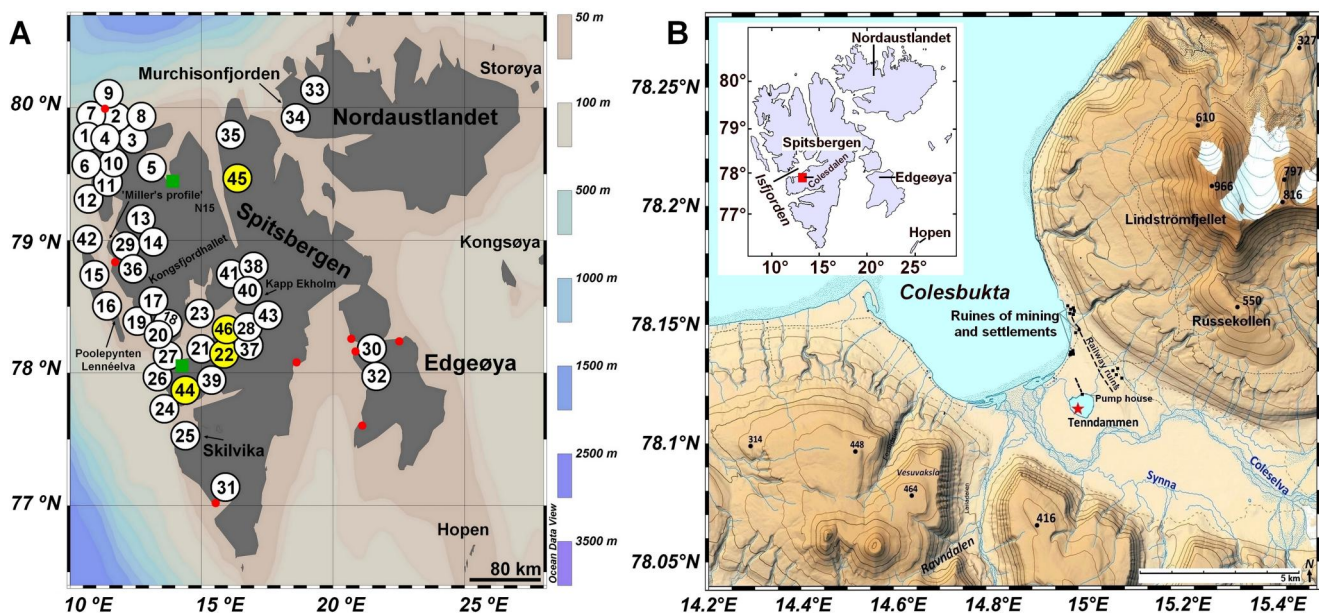 A
50 m
100 m
500 m
1000 m
1500 m
2500 m
3500 m
Ocean Data View
80 °N
79 °N
78 °N
77 °N
10 °E
15 °E
20 °E
25 °E
Murchisonfjorden
Storøya
Nordaustlandet
'Miller's profile'
N15
Spitsbergen
Kongsøya
Kongsfjordhallet
Kapp Ekholm
Poolepynten
Lennéelva
Edgeøya
Skilvika
Hopen
80 km
9
7
2
8
1
4
3
6
10
5
11
12
33
34
35
45
13
42
29
14
15
36
41
38
40
16
17
18
19
20
23
46
28
43
21
22
37
27
26
44
39
24
25
30
32
31
B
78.25°N
78.2°N
78.15°N
78.1°N
78.05°N
14.2°E
14.4°E
14.6°E
14.8°E
15°E
15.2°E
15.4°E
80°N
79°N
78°N
77°N
10°E
15°E
20°E
25°E
Nordaustlandet
Spitsbergen
Colesdalen
Isfjorden
Edgeøya
Hopen
327
610
797
966
816
Lindströmfjellet
Colesbukta
Ruines of mining
and settlements
550
Russekollen
Railway ruins
Pump house
Tenndammen
314
448
Vesuvaksla
464
Synna
Coleselva
416
Ravndalen
5 km
N